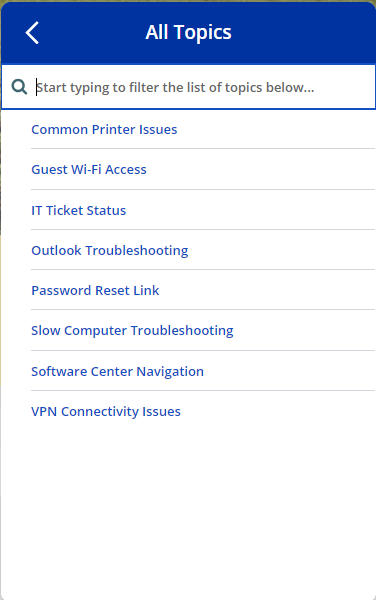 All Topics
Start typing to filter the list of topics below...
Common Printer Issues
Guest Wi-Fi Access
IT Ticket Status
Outlook Troubleshooting
Password Reset Link
Slow Computer Troubleshooting
Software Center Navigation
VPN Connectivity Issues